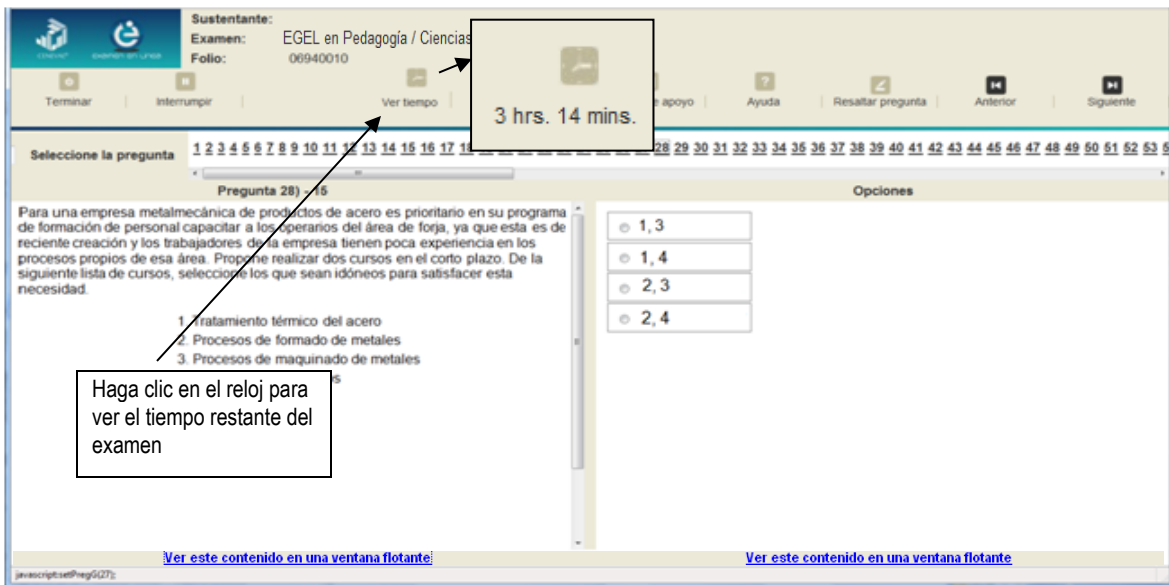 Sustentante:
Examen: EGEL en Pedagogía / Ciencias
Folio: 06940010
Terminar
Interrumpir
Ver tiempo
3 hrs. 14 mins.
apoyo
Ayuda
Resaltar pregunta
Anterior
Siguiente
Seleccione la pregunta
1 2 3 4 5 6 7 8 9 10 11 12 13 14 15 16 17 28 29 30 31 32 33 34 35 36 37 38 39 40 41 42 43 44 45 46 47 48 49 50 51 52 53
Pregunta 28) - 15
Opciones
Para una empresa metalmecánica de productos de acero es prioritario en su programa
de formación de personal capacitar a los operarios del área de forja, ya que esta es de
reciente creación y los trabajadores de la empresa tienen poca experiencia en los
procesos propios de esa área. Propone realizar dos cursos en el corto plazo. De la
siguiente lista de cursos, seleccione los que sean idóneos para satisfacer esta
necesidad.
1. Tratamiento térmico del acero
2. Procesos de formado de metales
3. Procesos de maquinado de metales
Haga clic en el reloj para
ver el tiempo restante del
examen
1, 3
1, 4
2, 3
2, 4
Ver este contenido en una ventana flotante
Ver este contenido en una ventana flotante
javascript:setPregG(27);